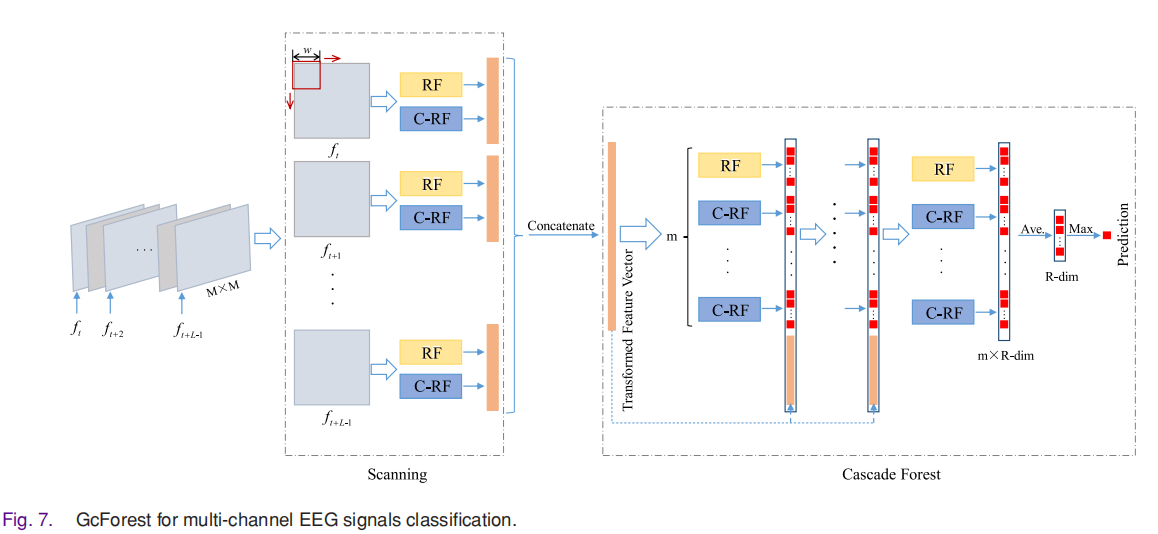 w
RF
C-RF
f_t
RF
C-RF
f_{t+1}
. . .
M×M
f_t
f_{t+2}
f_{t+L-1}
RF
C-RF
f_{t+L-1}
Scanning
Concatenate
Transformed Feature Vector
m
RF
C-RF
C-RF
RF
C-RF
C-RF
m×R-dim
Ave.
R-dim
Max
Prediction
Cascade Forest
Fig. 7. GcForest for multi-channel EEG signals classification.